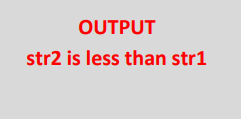 OUTPUT
str2 is less than str1